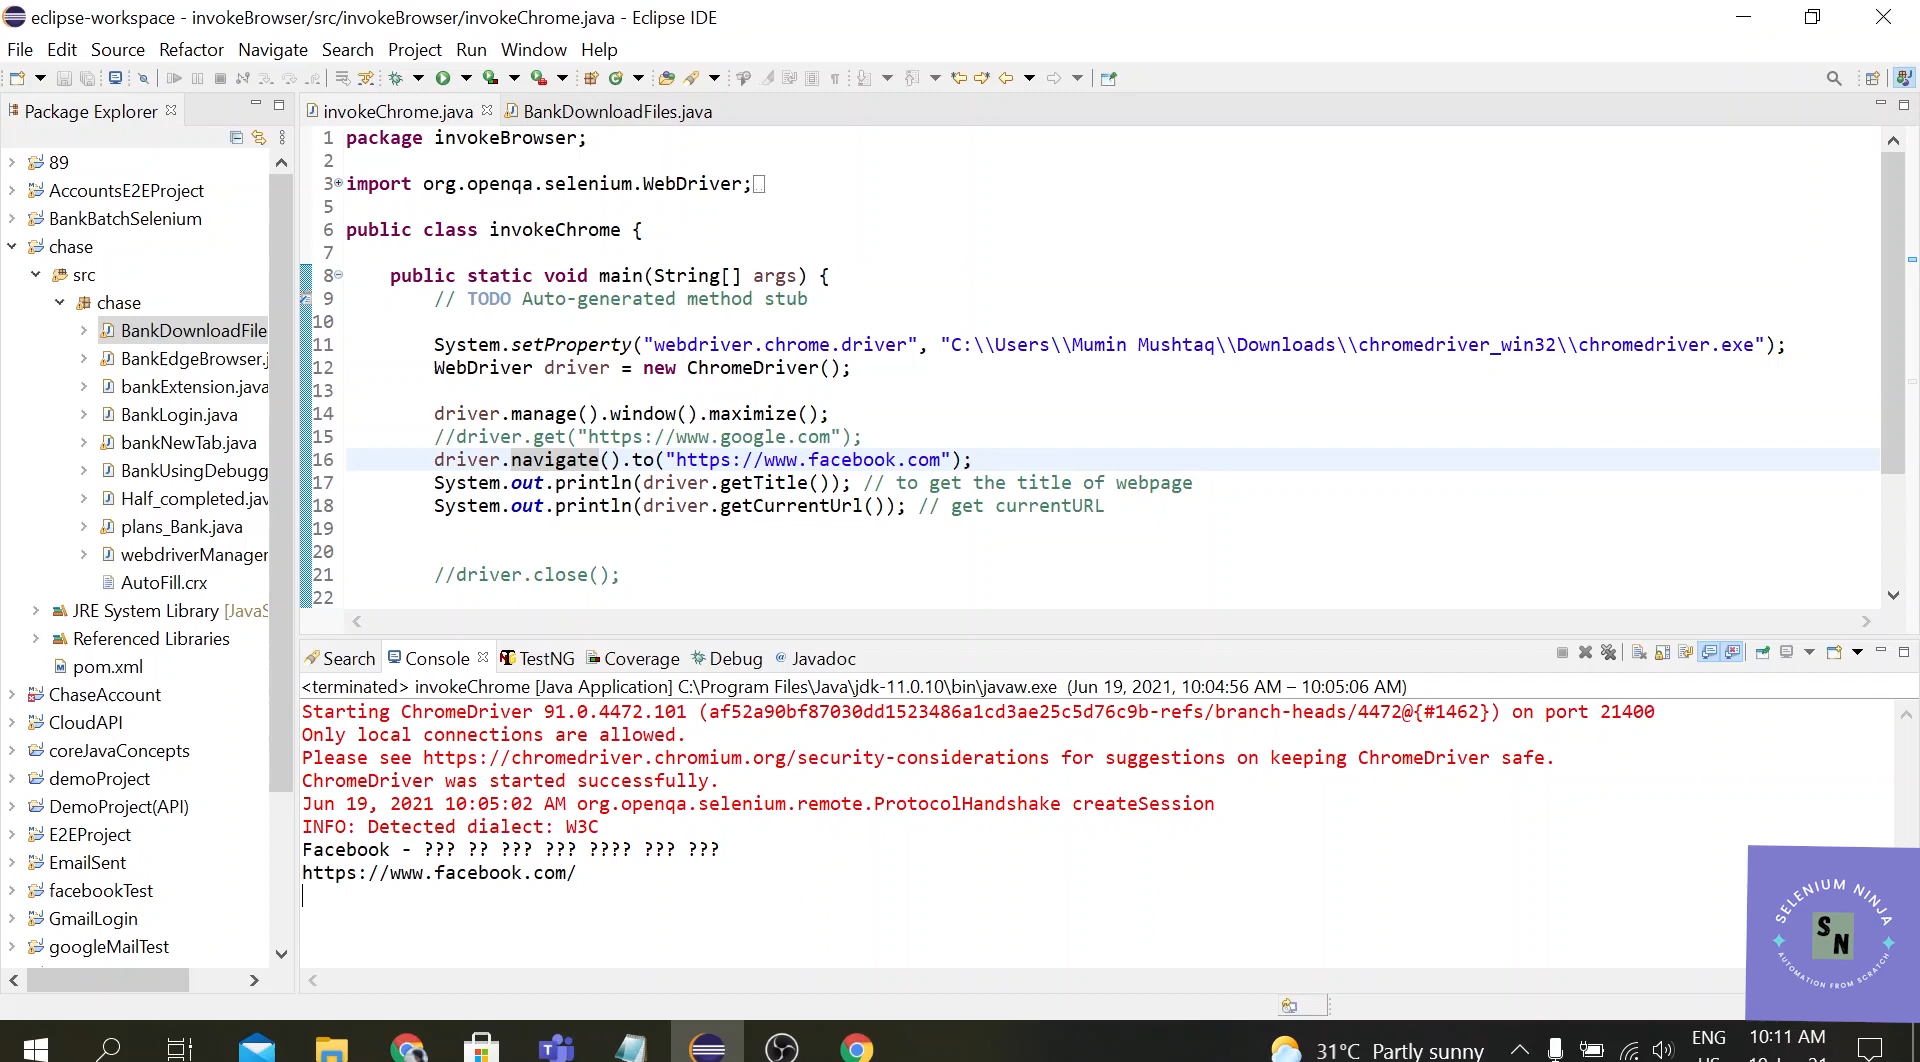 eclipse-workspace - invokeBrowser/src/invokeBrowser/invokeChrome.java - Eclipse IDE
File Edit Source Refactor Navigate Search Project Run Window Help
Package Explorer
invokeChrome.java BankDownloadFiles.java
89
AccountsE2EProject
BankBatchSelenium
chase
src
chase
BankDownloadFile
BankEdgeBrowser.j
bankExtension.java
BankLogin.java
bankNewTab.java
BankUsingDebugg
Half_completed.jav
plans_Bank.java
webdriverManager
AutoFill.crx
JRE System Library [JavaS
Referenced Libraries
pom.xml
ChaseAccount
CloudAPI
coreJavaConcepts
demoProject
DemoProject(API)
E2EProject
EmailSent
facebookTest
GmailLogin
googleMailTest
1 package invokeBrowser;
2
3 import org.openqa.selenium.WebDriver;
5
6 public class invokeChrome {
7
8 public static void main(String[] args) {
9 // TODO Auto-generated method stub
10
11 System.setProperty("webdriver.chrome.driver", "C:\\Users\\Mumin Mushtaq\\Downloads\\chromedriver_win32\\chromedriver.exe");
12 WebDriver driver = new ChromeDriver();
13
14 driver.manage().window().maximize();
15 //driver.get("https://www.google.com");
16 driver.navigate().to("https://www.facebook.com");
17 System.out.println(driver.getTitle()); // to get the title of webpage
18 System.out.println(driver.getCurrentUrl()); // get currentURL
19
20
21 //driver.close();
22
Search Console TestNG Coverage Debug @ Javadoc
<terminated> invokeChrome [Java Application] C:\Program Files\Java\jdk-11.0.10\bin\javaw.exe (Jun 19, 2021, 10:04:56 AM – 10:05:06 AM)
Starting ChromeDriver 91.0.4472.101 (af52a90bf87030dd1523486a1cd3ae25c5d76c9b-refs/branch-heads/4472@{#1462}) on port 21400
Only local connections are allowed.
Please see https://chromedriver.chromium.org/security-considerations for suggestions on keeping ChromeDriver safe.
ChromeDriver was started successfully.
Jun 19, 2021 10:05:02 AM org.openqa.selenium.remote.ProtocolHandshake createSession
INFO: Detected dialect: W3C
Facebook - ??? ?? ??? ??? ???? ??? ???
https://www.facebook.com/
SELENIUM NINJA
SN
AUTOMATION FROM SCRATCH
31°C Partly sunny
ENG
10:11 AM